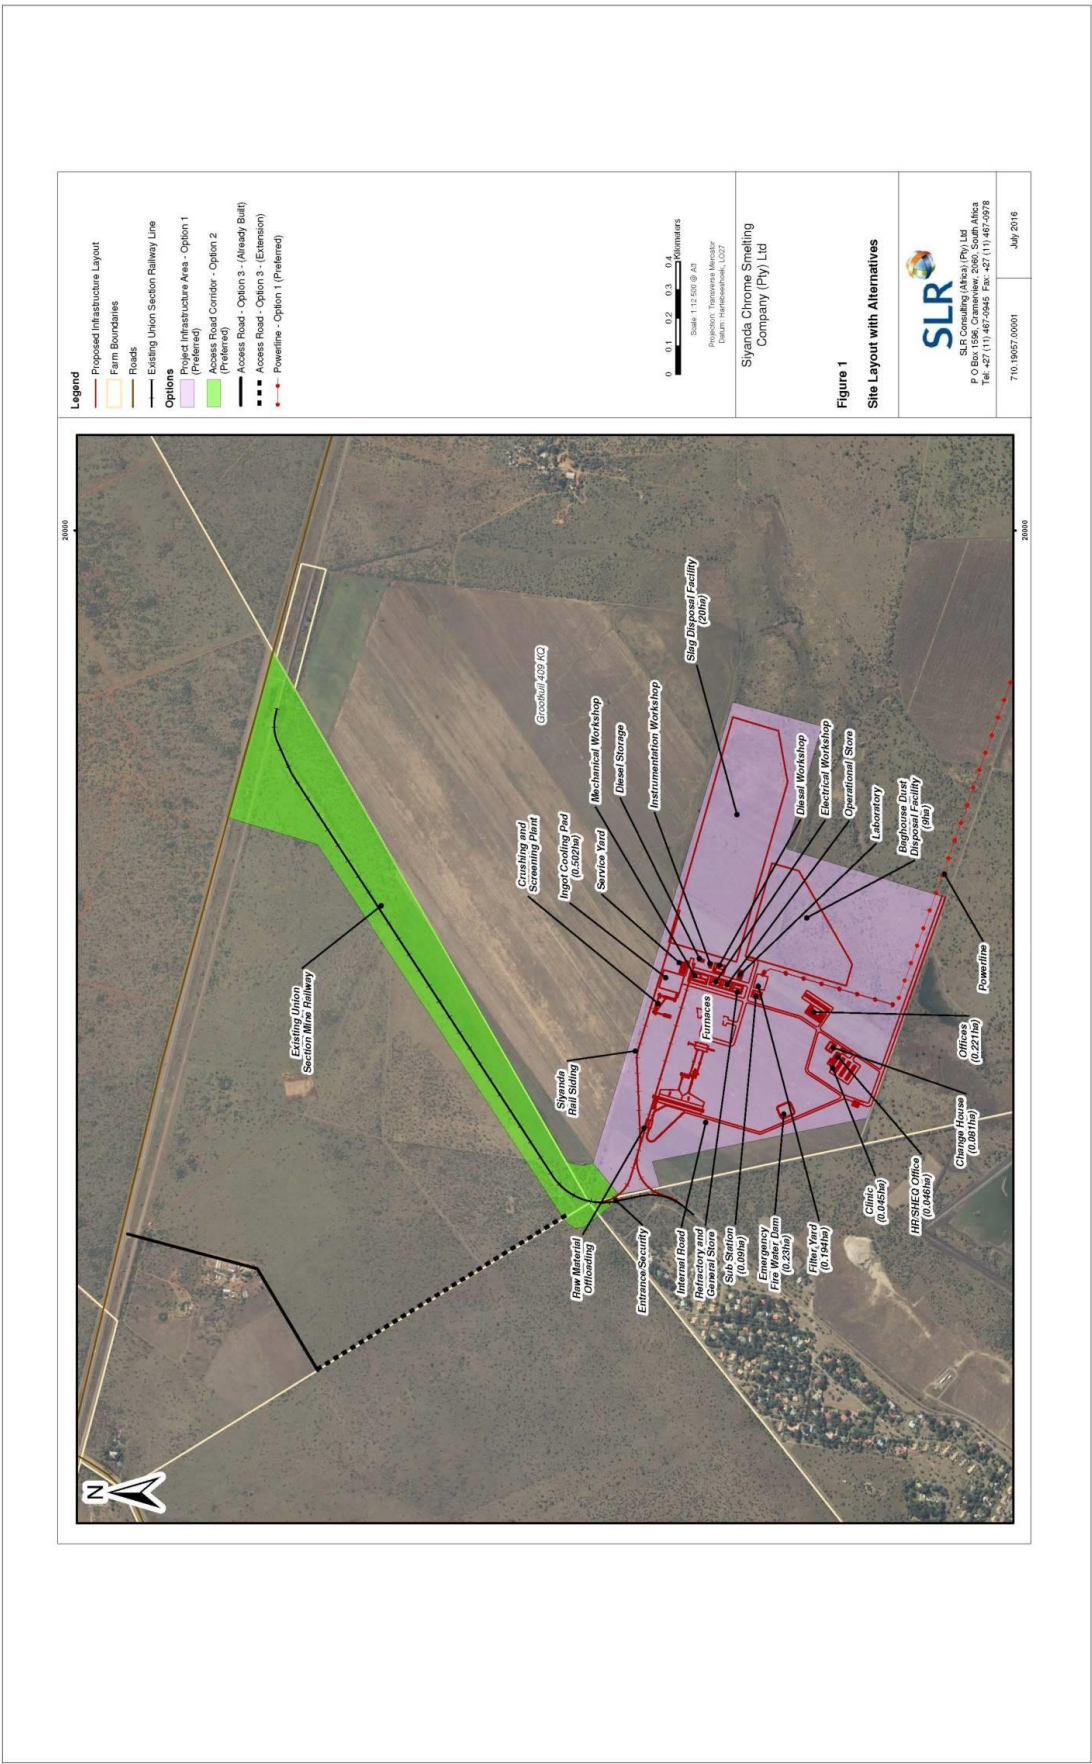 20000
N
Existing Union
Section Mine Railway
Grootkuil 409 KQ
Crushing and
Screening Plant
Ingot Cooling Pad
(0.502ha)
Service Yard
Mechanical Workshop
Diesel Storage
Instrumentation Workshop
Slag Disposal Facility
(20ha)
Siyanda
Rail Siding
Furnaces
Diesal Workshop
Electrical Workshop
Operational Store
Laboratory
Baghouse Dust
Disposal Facility
(9ha)
Raw Material
Offloading
Entrance/Security
Internal Road
Refractory and
General Store
Sub Station
(0.09ha)
Emergency
Fire Water Dam
(0.23ha)
Filter Yard
(0.194ha)
Clinic
(0.045ha)
HR/SHEQ Office
(0.046ha)
Change House
(0.081ha)
Offices
(0.221ha)
Powerline
20000
Legend
Proposed Infrastructure Layout
Farm Boundaries
Roads
Existing Union Section Railway Line
Options
Project Infrastructure Area - Option 1
(Preferred)
Access Road Corridor - Option 2
(Preferred)
Access Road - Option 3 - (Already Built)
Access Road - Option 3 - (Extension)
Powerline - Option 1 (Preferred)
0 0.1 0.2 0.3 0.4
Kilometers
Scale: 1:12 500 @ A3
Projection: Transverse Mercator
Datum: Hartebeeshoek, LO27
Siyanda Chrome Smelting
Company (Pty) Ltd
Figure 1
Site Layout with Alternatives
SLR
SLR Consulting (Africa) (Pty) Ltd
P O Box 1596, Cramerview, 2060, South Africa
Tel: +27 (11) 467-0945 Fax: +27 (11) 467-0978
710.19057.00001
July 2016